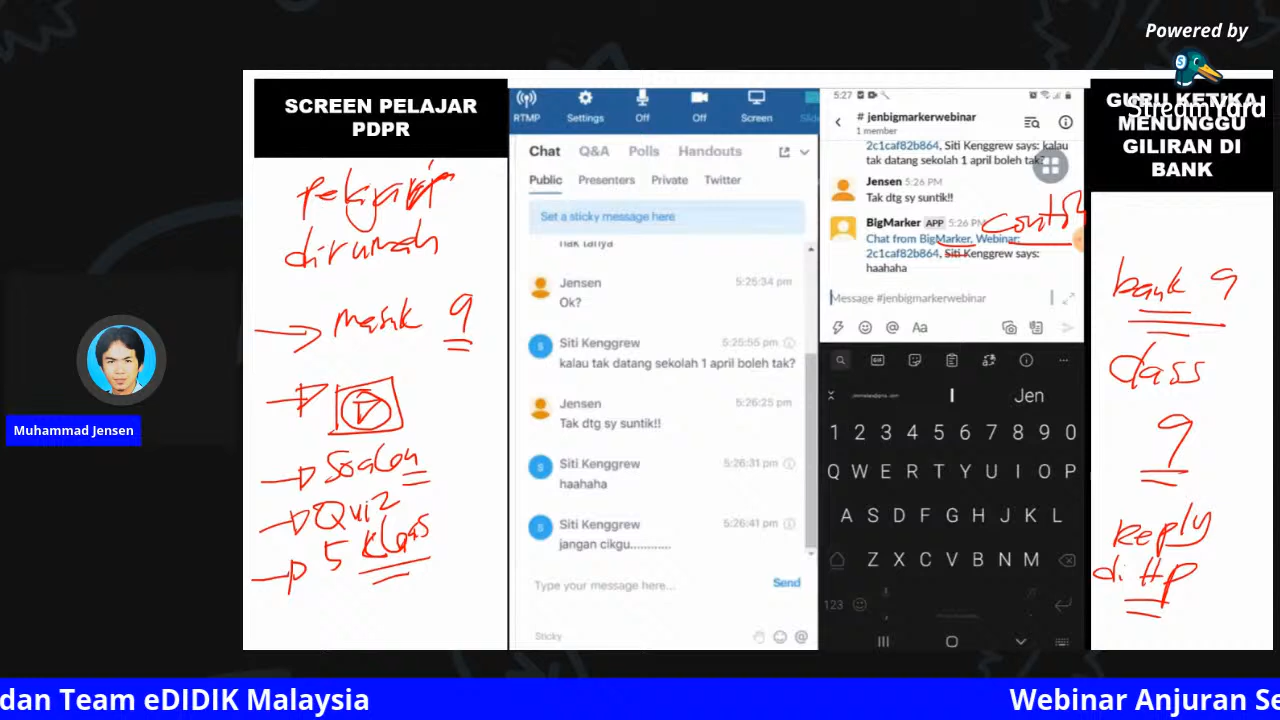 Powered by
StreamYard
SCREEN PELAJAR
PDPR
dirumah
masuk 9
Soalan
Quiz
5 klass
RTMP
Settings
Off
Off
Screen
Chat
Q&A
Polls
Handouts
Public
Presenters
Private
Twitter
Set a sticky message here
nak tanya
Jensen 5:25:34 pm
Ok?
Siti Kenggrew 5:25:55 pm
kalau tak datang sekolah 1 april boleh tak?
Jensen 5:26:25 pm
Tak dtg sy suntik!!
Siti Kenggrew 5:26:31 pm
haahaha
Siti Kenggrew 5:26:41 pm
jangan cikgu............
Type your message here...
Send
Sticky
5:27
# jenbigmarkerwebinar
1 member
2c1caf82b864, Siti Kenggrew says: kalau
tak datang sekolah 1 april boleh tak?
Jensen 5:26 PM
Tak dtg sy suntik!!
BigMarker APP 5:26 PM
Chat from BigMarker, Webinar:
2c1caf82b864, Siti Kenggrew says:
haahaha
Message #jenbigmarkerwebinar
Aa
GIF
Jen
1 2 3 4 5 6 7 8 9 0
Q W E R T Y U I O P
A S D F G H J K L
Z X C V B N M
123
GURU KETIKA
MENUNGGU
GILIRAN DI
BANK
bank 9
class
9
Reply
di Hp
Muhammad Jensen
dan Team eDIDIK Malaysia
Webinar Anjuran Se